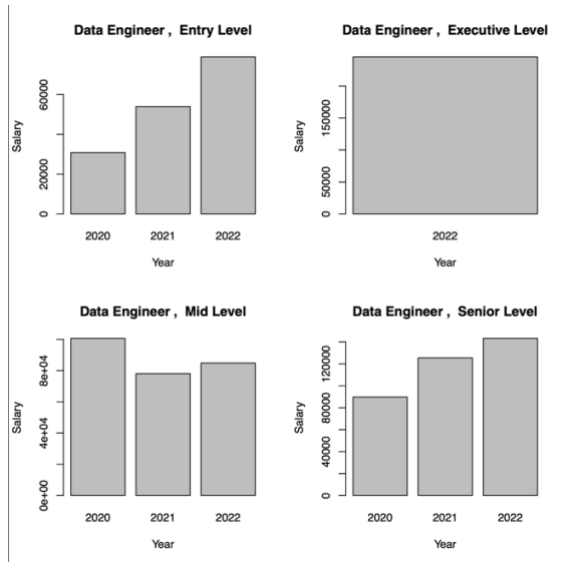 Data Engineer , Entry Level
Salary
60000
20000
0
2020 2021 2022
Year
Data Engineer , Executive Level
Salary
150000
50000
0
2022
Year
Data Engineer , Mid Level
Salary
8e+04
4e+04
0e+00
2020 2021 2022
Year
Data Engineer , Senior Level
Salary
120000
80000
40000
0
2020 2021 2022
Year